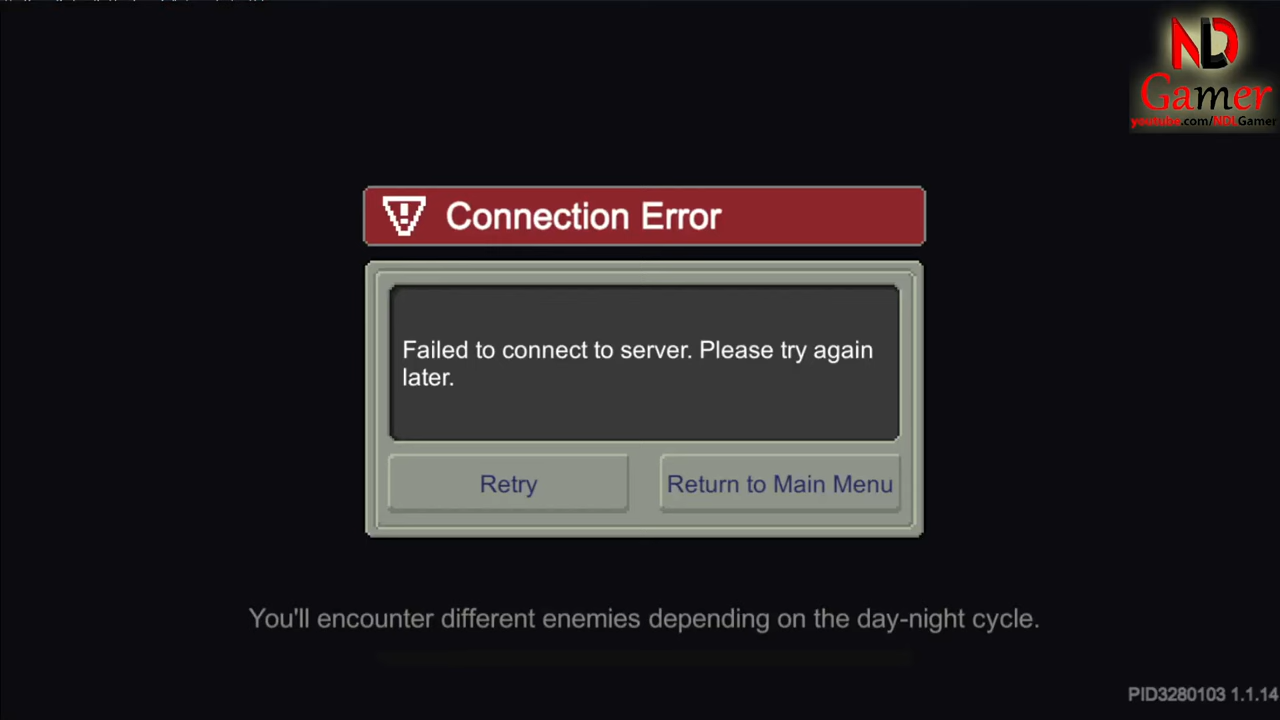 ND
Gamer
youtube.com/NDLGamer
Connection Error
Failed to connect to server. Please try again
later.
Retry
Return to Main Menu
You'll encounter different enemies depending on the day-night cycle.
PID3280103 1.1.14